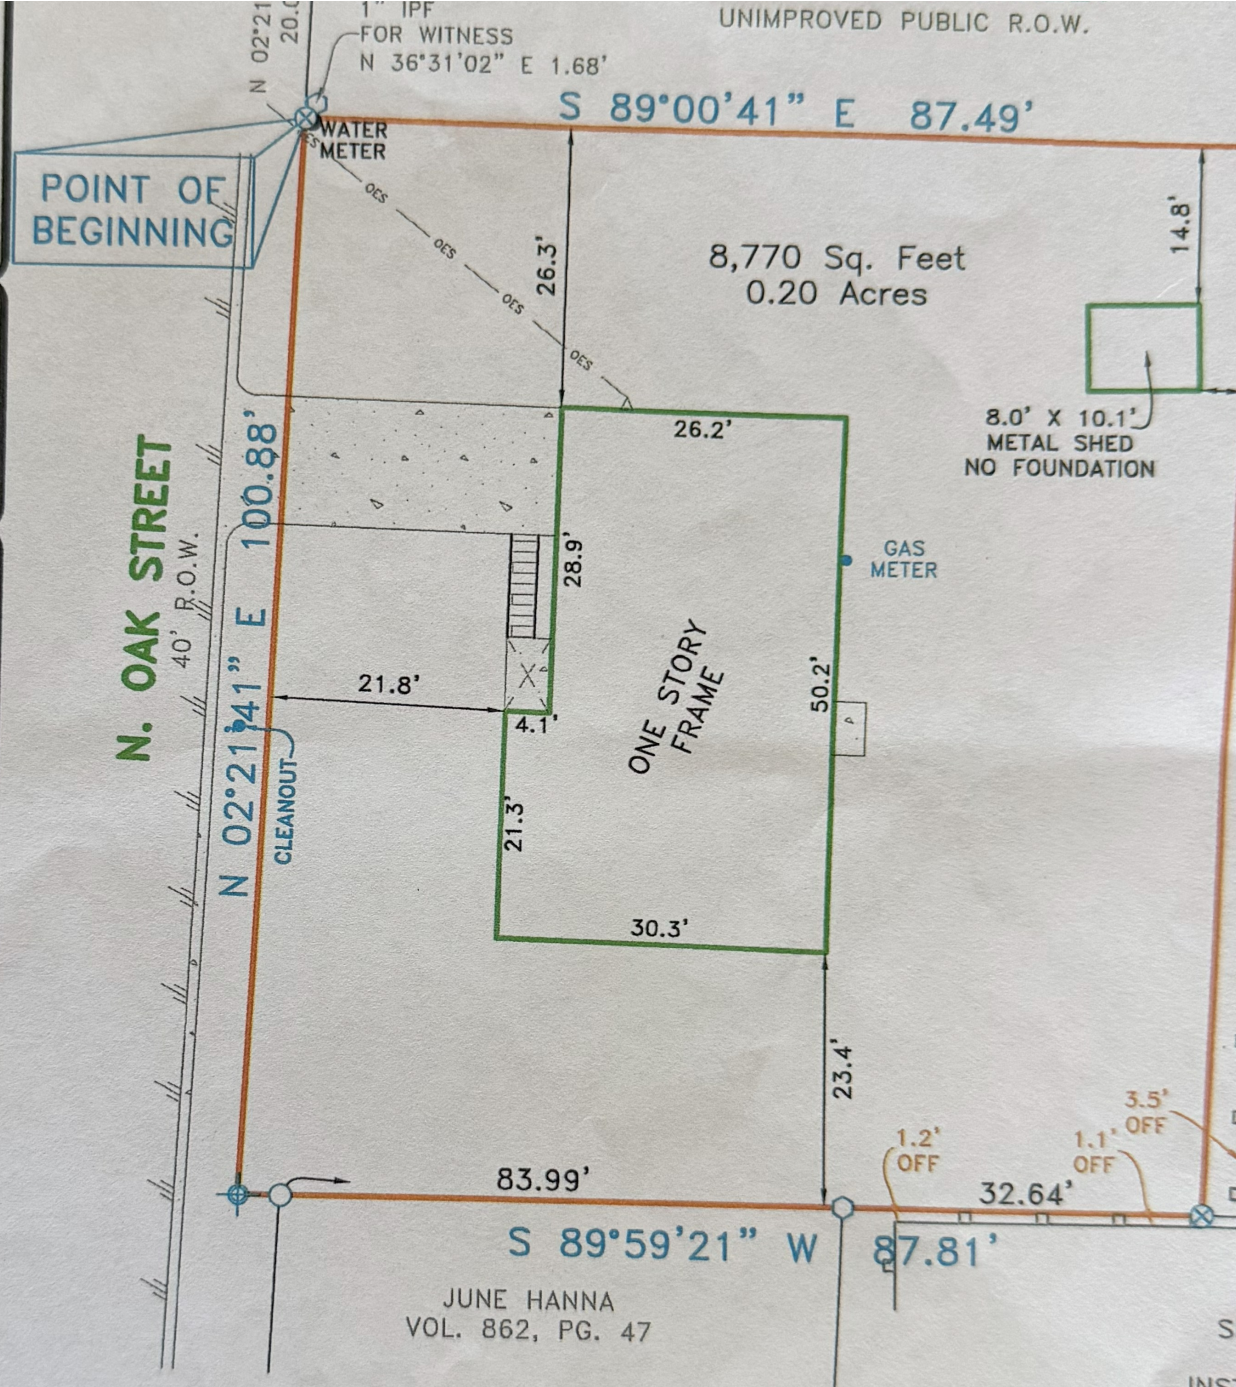 N 02°21
20.0
1" IPF
FOR WITNESS
N 36°31'02" E 1.68'
UNIMPROVED PUBLIC R.O.W.
S 89°00'41" E 87.49'
WATER
METER
POINT OF
BEGINNING
OES
OES
OES
OES
OES
26.3'
8,770 Sq. Feet
0.20 Acres
14.8'
8.0' X 10.1'
METAL SHED
NO FOUNDATION
26.2'
N. OAK STREET
40' R.O.W.
N 02°21'41" E 100.88'
28.9'
GAS
METER
21.8'
4.1'
ONE STORY
FRAME
50.2'
CLEANOUT
21.3'
30.3'
23.4'
3.5'
OFF
1.2'
OFF
1.1'
OFF
83.99'
32.64'
S 89°59'21" W 87.81'
JUNE HANNA
VOL. 862, PG. 47
S